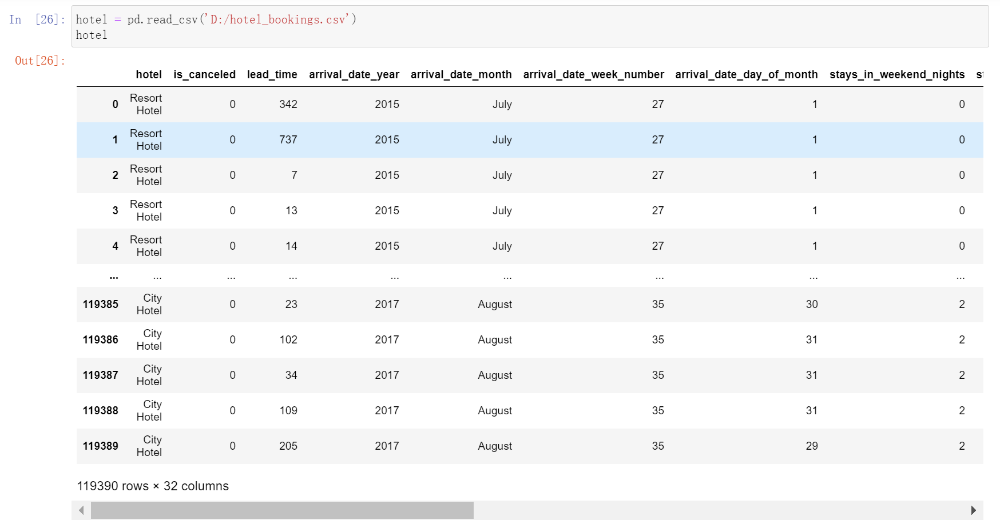 In [26]: hotel = pd.read_csv('D:/hotel_bookings.csv')
hotel
Out[26]:
hotel is_canceled lead_time arrival_date_year arrival_date_month arrival_date_week_number arrival_date_day_of_month stays_in_weekend_nights st
0 Resort Hotel 0 342 2015 July 27 1 0
1 Resort Hotel 0 737 2015 July 27 1 0
2 Resort Hotel 0 7 2015 July 27 1 0
3 Resort Hotel 0 13 2015 July 27 1 0
4 Resort Hotel 0 14 2015 July 27 1 0
... ... ... ... ... ... ... ... ...
119385 City Hotel 0 23 2017 August 35 30 2
119386 City Hotel 0 102 2017 August 35 31 2
119387 City Hotel 0 34 2017 August 35 31 2
119388 City Hotel 0 109 2017 August 35 31 2
119389 City Hotel 0 205 2017 August 35 29 2
119390 rows × 32 columns